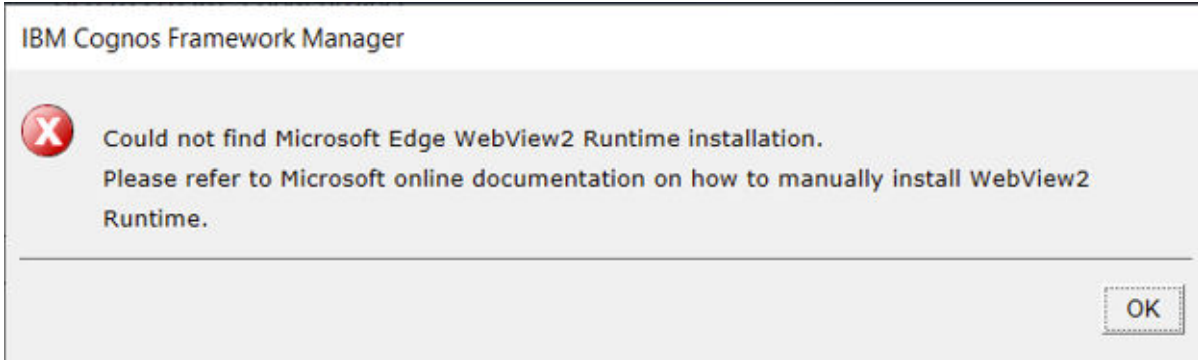 IBM Cognos Framework Manager
Could not find Microsoft Edge WebView2 Runtime installation.
Please refer to Microsoft online documentation on how to manually install WebView2
Runtime.
OK